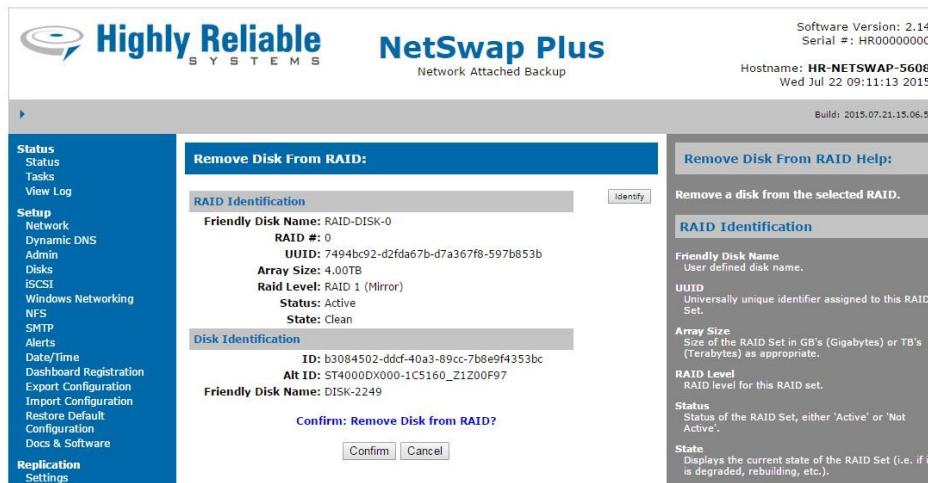 Highly Reliable
SYSTEMS
NetSwap Plus
Network Attached Backup
Software Version: 2.14
Serial #: HR00000000
Hostname: HR-NETSWAP-5608
Wed Jul 22 09:11:13 2015
Build: 2015.07.21.15.06.5
Status
Status
Tasks
View Log
Setup
Network
Dynamic DNS
Admin
Disks
iSCSI
Windows Networking
NFS
SMTP
Alerts
Date/Time
Dashboard Registration
Export Configuration
Import Configuration
Restore Default
Configuration
Docs & Software
Replication
Settings
Remove Disk From RAID:
Identify
RAID Identification
Friendly Disk Name: RAID-DISK-0
RAID #: 0
UUID: 7494bc92-d2fda67b-d7a367f8-597b853b
Array Size: 4.00TB
Raid Level: RAID 1 (Mirror)
Status: Active
State: Clean
Disk Identification
ID: b3084502-ddcf-40a3-89cc-7b8e9f4353bc
Alt ID: ST4000DX000-1C5160_Z1Z00F97
Friendly Disk Name: DISK-2249
Confirm: Remove Disk from RAID?
Confirm
Cancel
Remove Disk From RAID Help:
Remove a disk from the selected RAID.
RAID Identification
Friendly Disk Name
User defined disk name.
UUID
Universally unique identifier assigned to this RAID
Set.
Array Size
Size of the RAID Set in GB's (Gigabytes) or TB's
(Terabytes) as appropriate.
RAID Level
RAID level for this RAID set.
Status
Status of the RAID Set, either 'Active' or 'Not
Active'.
State
Displays the current state of the RAID Set (i.e. if i
is degraded, rebuilding, etc.).